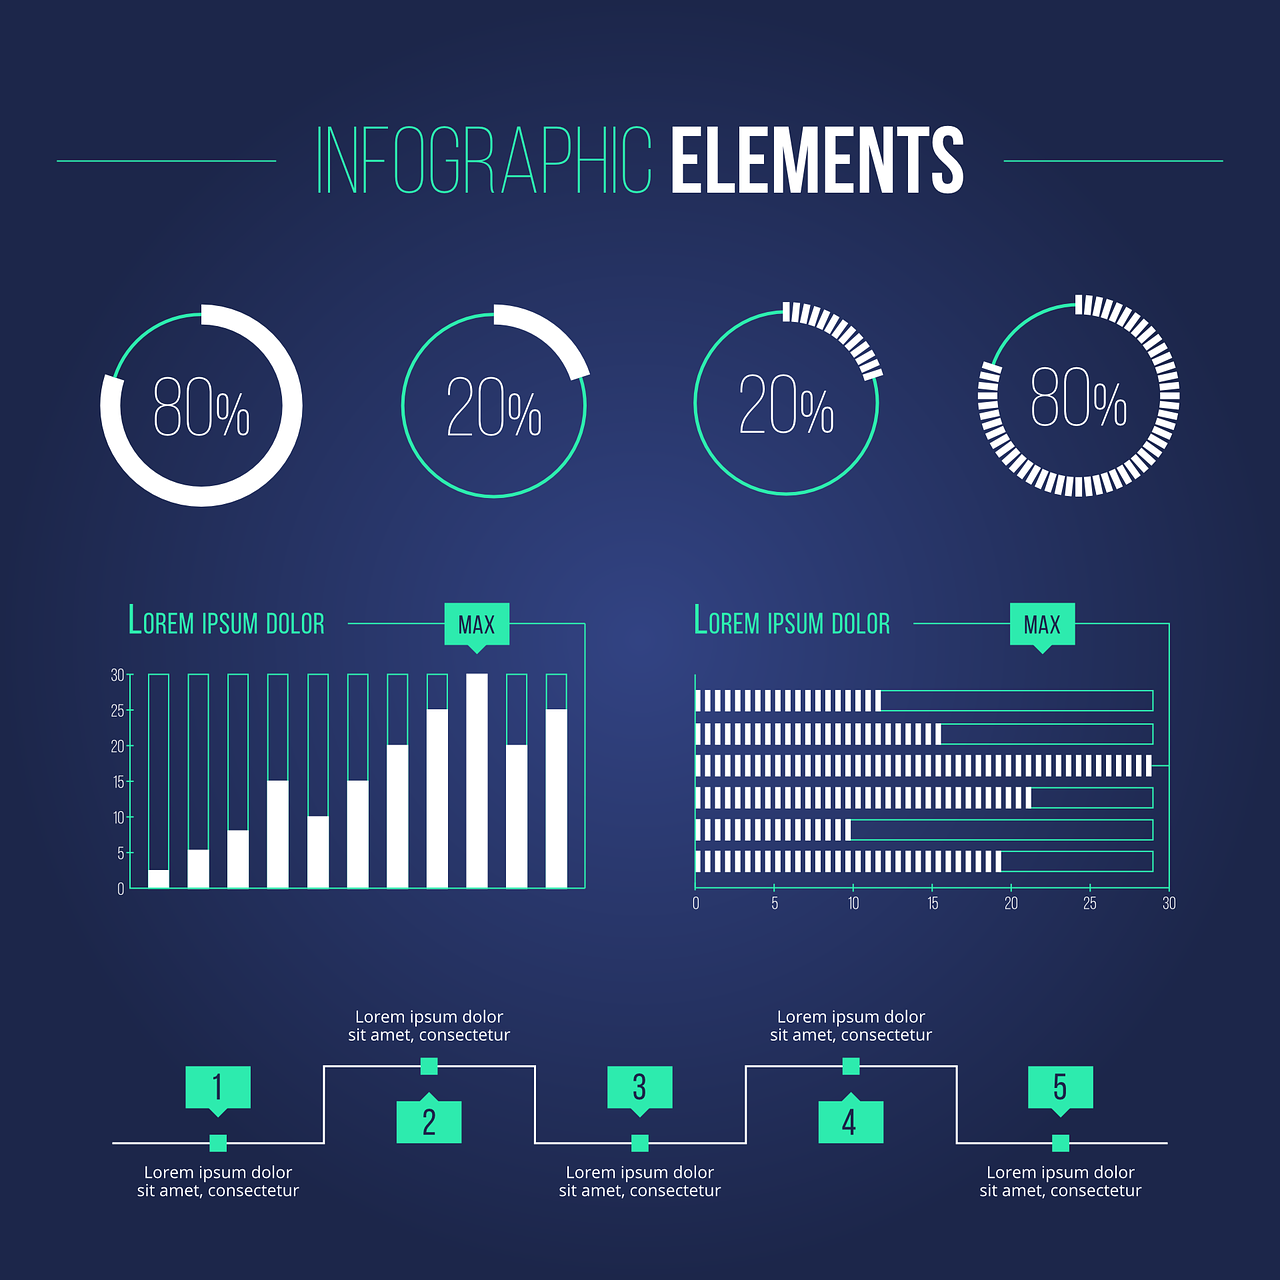 INFOGRAPHIC ELEMENTS
80%
20%
20%
80%
LOREM IPSUM DOLOR
MAX
30
25
20
15
10
5
0
LOREM IPSUM DOLOR
MAX
0 5 10 15 20 25 30
1
Lorem ipsum dolor
sit amet, consectetur
Lorem ipsum dolor
sit amet, consectetur
2
3
Lorem ipsum dolor
sit amet, consectetur
Lorem ipsum dolor
sit amet, consectetur
4
5
Lorem ipsum dolor
sit amet, consectetur